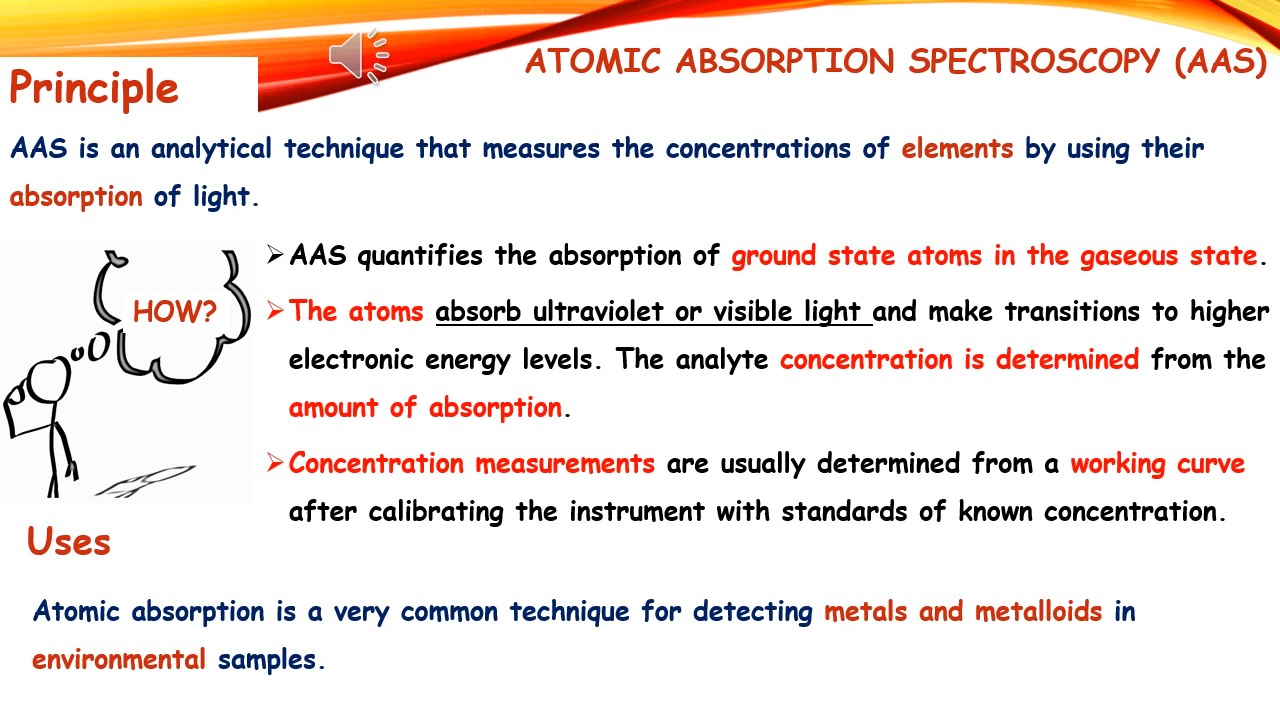 ATOMIC ABSORPTION SPECTROSCOPY (AAS)
Principle
AAS is an analytical technique that measures the concentrations of elements by using their
absorption of light.
HOW?
➢AAS quantifies the absorption of ground state atoms in the gaseous state.
➢The atoms absorb ultraviolet or visible light and make transitions to higher
electronic energy levels. The analyte concentration is determined from the
amount of absorption.
➢Concentration measurements are usually determined from a working curve
after calibrating the instrument with standards of known concentration.
Uses
Atomic absorption is a very common technique for detecting metals and metalloids in
environmental samples.